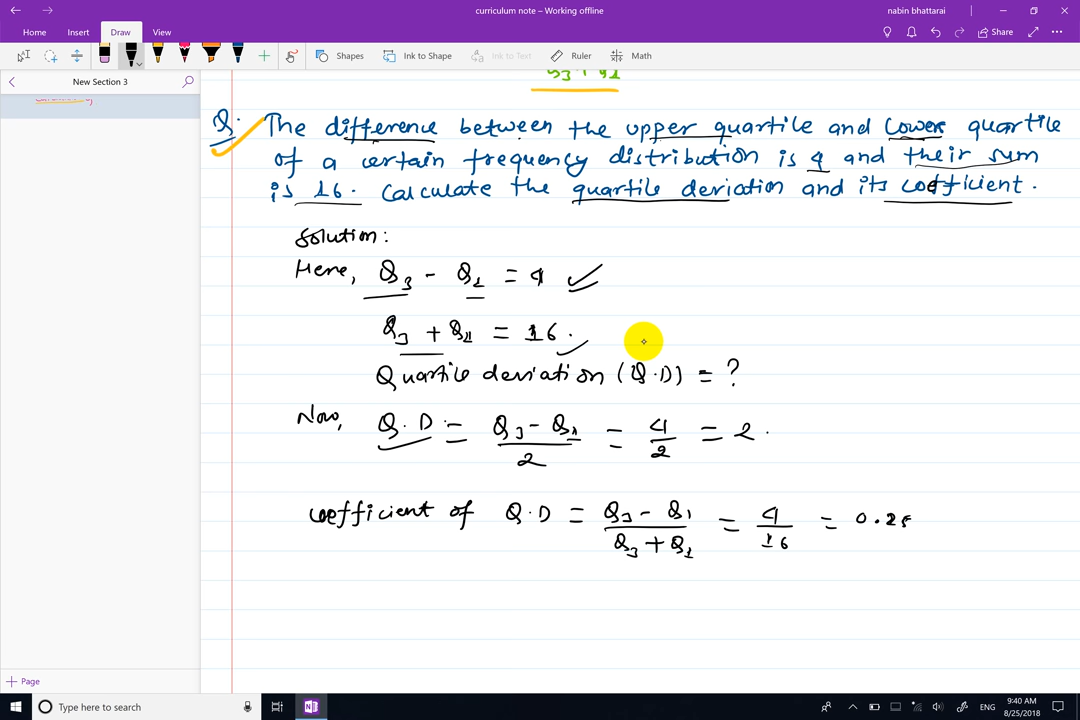 curriculum note – Working offline
nabin bhattarai
Home Insert Draw View
Share
Shapes Ink to Shape Ink to Text Ruler Math
New Section 3
Q3 + Q1
Q. The difference between the upper quartile and lower quartile
of a certain frequency distribution is 4 and their sum
is 16. Calculate the quartile deviation and its coefficient.
Solution:
Here, Q3 - Q1 = 4
Q3 + Q1 = 16.
Quartile deviation (Q.D) = ?
Now, Q.D = Q3 - Q1 / 2 = 4/2 = 2.
coefficient of Q.D = Q3 - Q1 / Q3 + Q1 = 4/16 = 0.25
+ Page
Type here to search
ENG
9:40 AM
8/25/2018